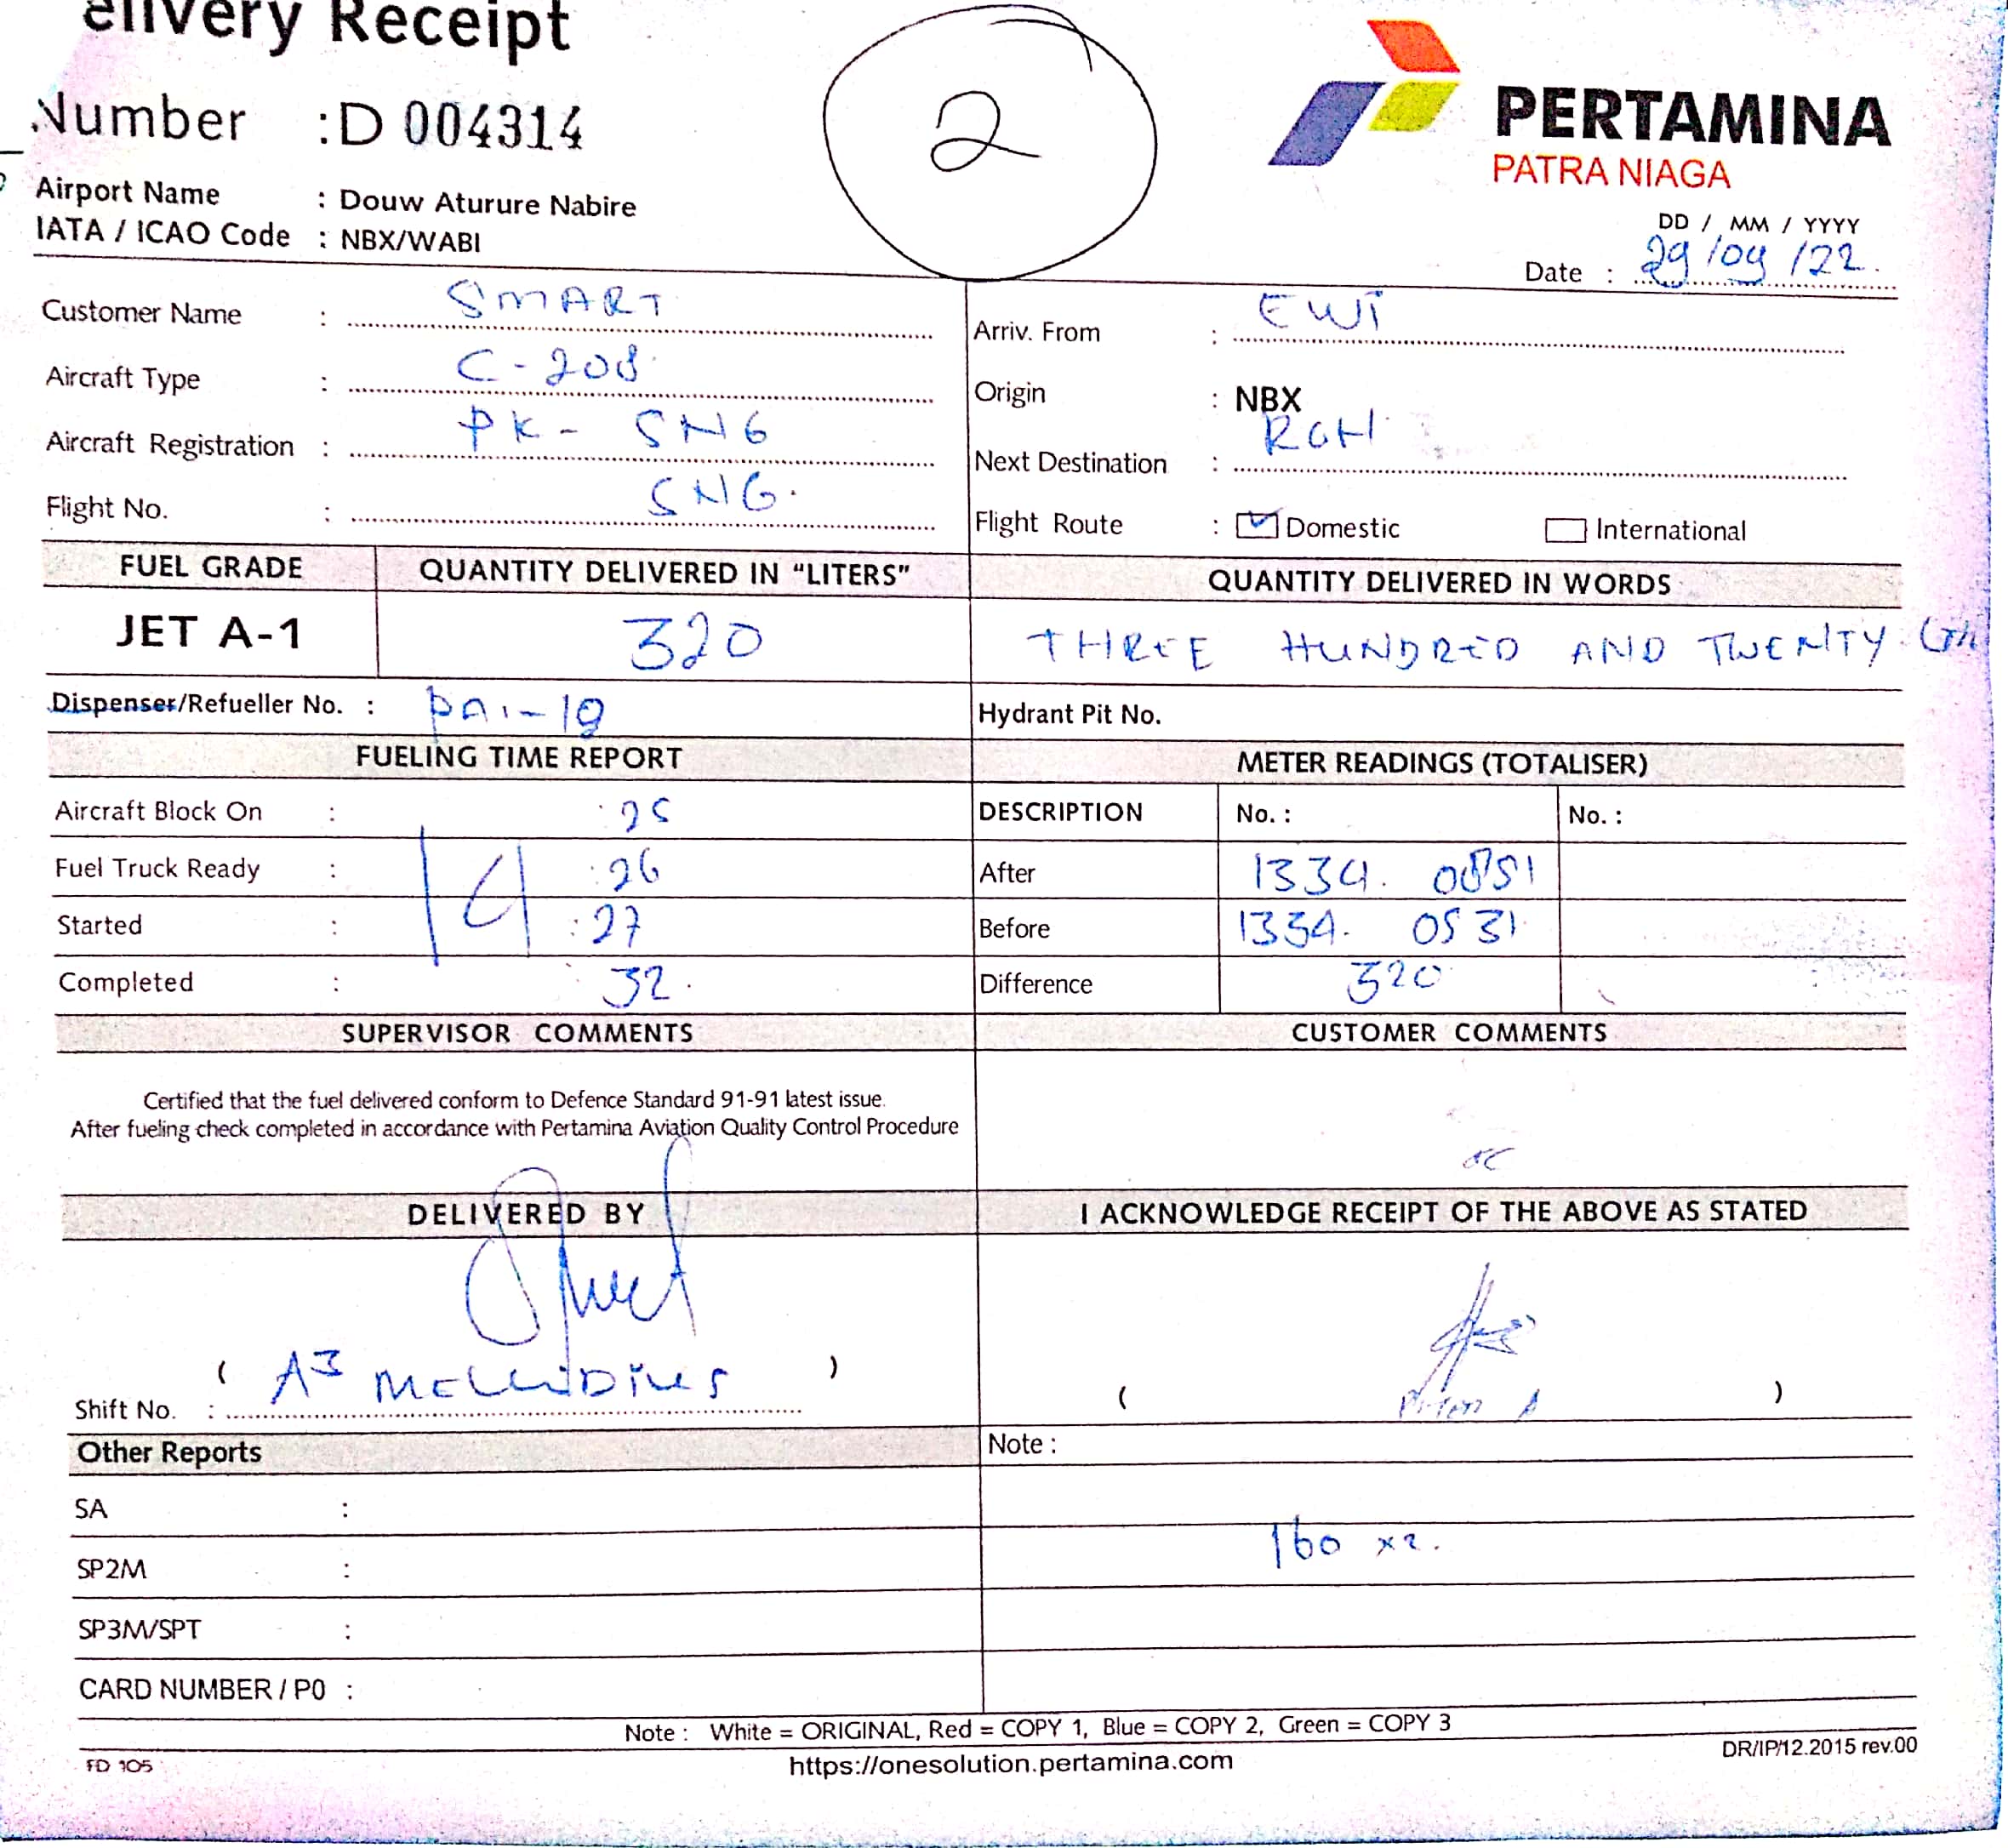 elivery Receipt
Number : D 004314
2
PERTAMINA
PATRA NIAGA
Airport Name : Douw Aturure Nabire
IATA / ICAO Code : NBX/WABI
DD / MM / YYYY
Date : 29/09/22.
Customer Name : SMART
Arriv. From : EWI
Aircraft Type : C-208
Origin : NBX
Aircraft Registration : PK - SNG
Next Destination : RGH
Flight No. : SNG.
Flight Route : Domestic International
FUEL GRADE QUANTITY DELIVERED IN “LITERS” QUANTITY DELIVERED IN WORDS
JET A-1 320 THREE HUNDRED AND TWENTY
Dispenser/Refueller No. : Hydrant Pit No.
FUELING TIME REPORT METER READINGS (TOTALISER)
Aircraft Block On : 25 DESCRIPTION No. : No. :
Fuel Truck Ready : 14 :26 After 1334.
Started : :27 Before 1334. 0531
Completed : 32. Difference 320
SUPERVISOR COMMENTS CUSTOMER COMMENTS
Certified that the fuel delivered conform to Defence Standard 91-91 latest issue.
After fueling check completed in accordance with Pertamina Aviation Quality Control Procedure
DELIVERED BY I ACKNOWLEDGE RECEIPT OF THE ABOVE AS STATED
( )
Shift No. :
( )
Other Reports Note :
SA :
160 x2.
SP2M :
SP3M/SPT :
CARD NUMBER / P0 :
Note : White = ORIGINAL, Red = COPY 1, Blue = COPY 2, Green = COPY 3
FD 105 https://onesolution.pertamina.com DR/IP/12.2015 rev.00